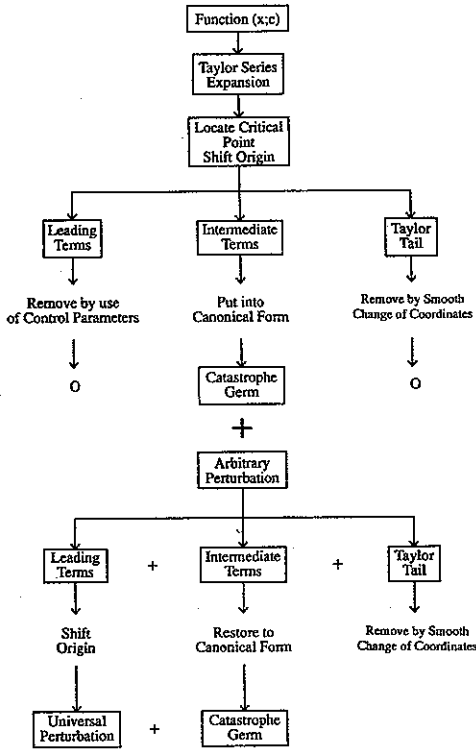 Function (x;c)
Taylor Series
Expansion
Locate Critical
Point
Shift Origin
Leading
Terms
Intermediate
Terms
Taylor
Tail
Remove by use
of Control Parameters
Put into
Canonical Form
Remove by Smooth
Change of Coordinates
O
Catastrophe
Germ
O
+
Arbitrary
Perturbation
Leading
Terms
+
Intermediate
Terms
+
Taylor
Tail
Shift
Origin
Restore to
Canonical Form
Remove by Smooth
Change of Coordinates
Universal
Perturbation
+
Catastrophe
Germ